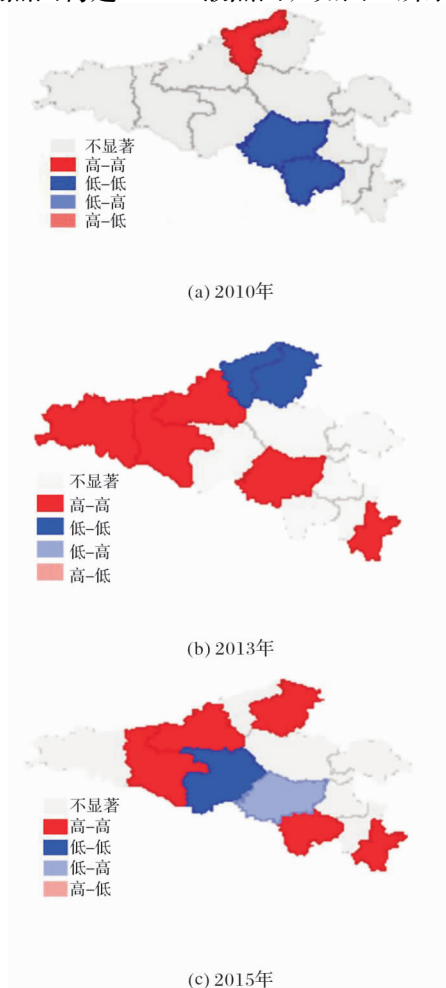 不显著
高-高
低-低
低-高
高-低
(a) 2010年
不显著
高-高
低-低
低-高
高-低
(b) 2013年
不显著
高-高
低-低
低-高
高-低
(c) 2015年